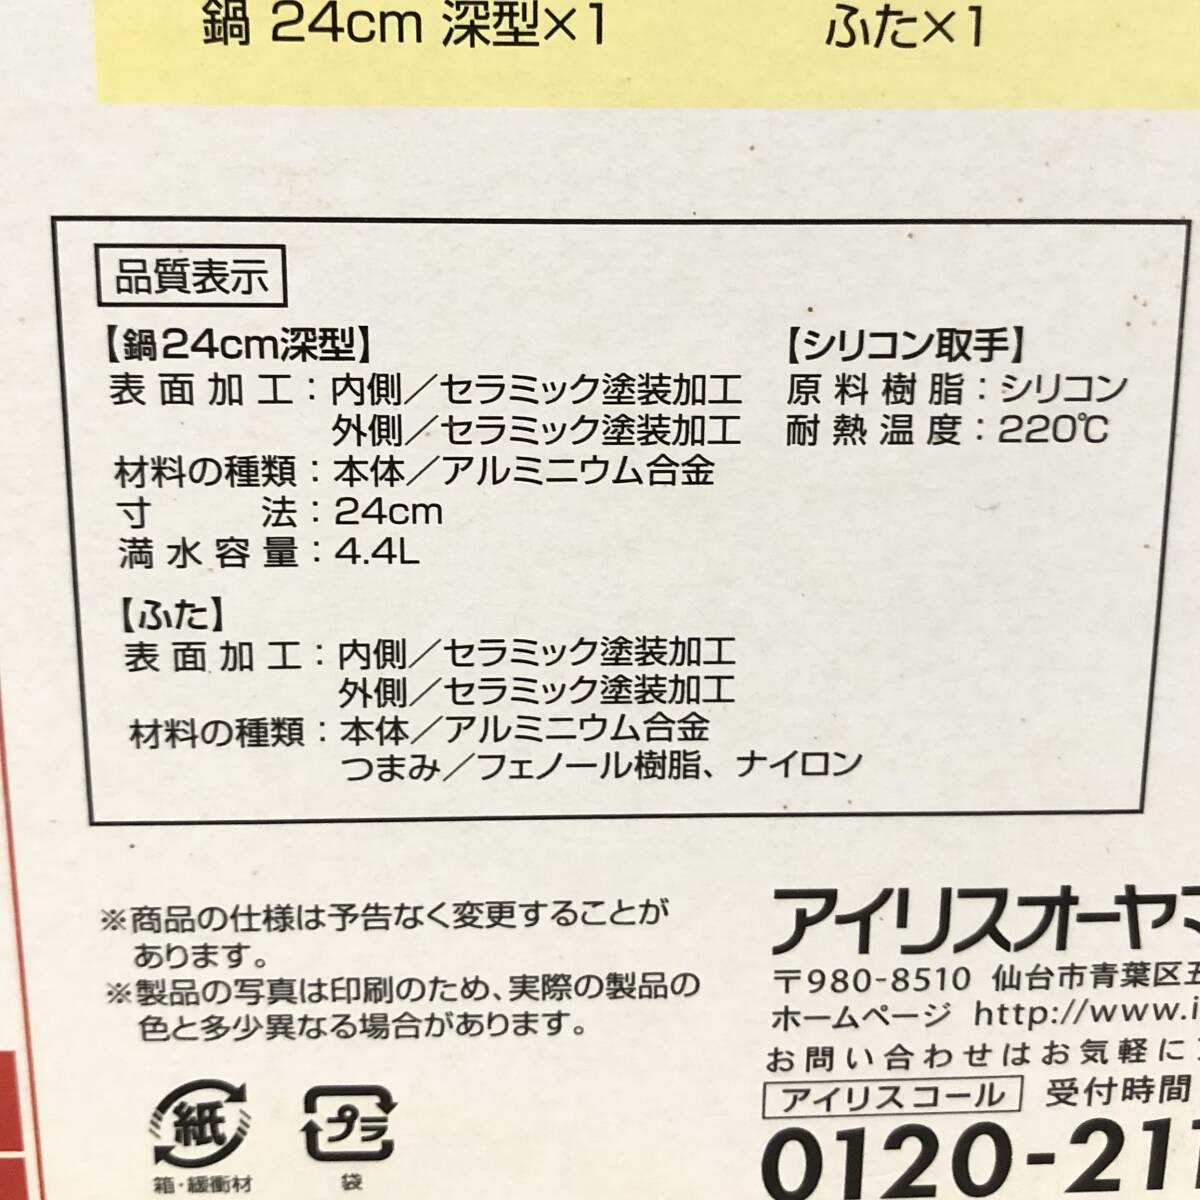 鍋 24cm 深型×1
ふた×1
品質表示
【鍋24cm深型】
表面加工：内側／セラミック塗装加工
外側／セラミック塗装加工
材料の種類：本体／アルミニウム合金
寸法：24cm
満水容量：4.4L
【ふた】
表面加工：内側／セラミック塗装加工
外側／セラミック塗装加工
材料の種類：本体／アルミニウム合金
つまみ／フェノール樹脂、ナイロン
【シリコン取手】
原料樹脂：シリコン
耐熱温度：220℃
※商品の仕様は予告なく変更することが
あります。
※製品の写真は印刷のため、実際の製品の
色と多少異なる場合があります。
紙
箱・緩衝材
プラ
袋
アイリスオーヤマ
〒980-8510 仙台市青葉区五
ホームページ http://www.i
お問い合わせはお気軽に
アイリスコール 受付時間
0120-211